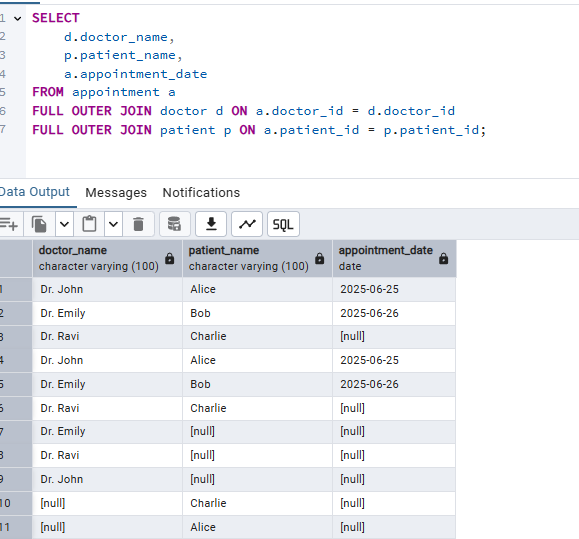 1 SELECT
2 d.doctor_name,
3 p.patient_name,
4 a.appointment_date
5 FROM appointment a
6 FULL OUTER JOIN doctor d ON a.doctor_id = d.doctor_id
7 FULL OUTER JOIN patient p ON a.patient_id = p.patient_id;
Data Output Messages Notifications
SQL
doctor_name patient_name appointment_date
character varying (100) character varying (100) date
1 Dr. John Alice 2025-06-25
2 Dr. Emily Bob 2025-06-26
3 Dr. Ravi Charlie [null]
4 Dr. John Alice 2025-06-25
5 Dr. Emily Bob 2025-06-26
6 Dr. Ravi Charlie [null]
7 Dr. Emily [null] [null]
8 Dr. Ravi [null] [null]
9 Dr. John [null] [null]
10 [null] Charlie [null]
11 [null] Alice [null]